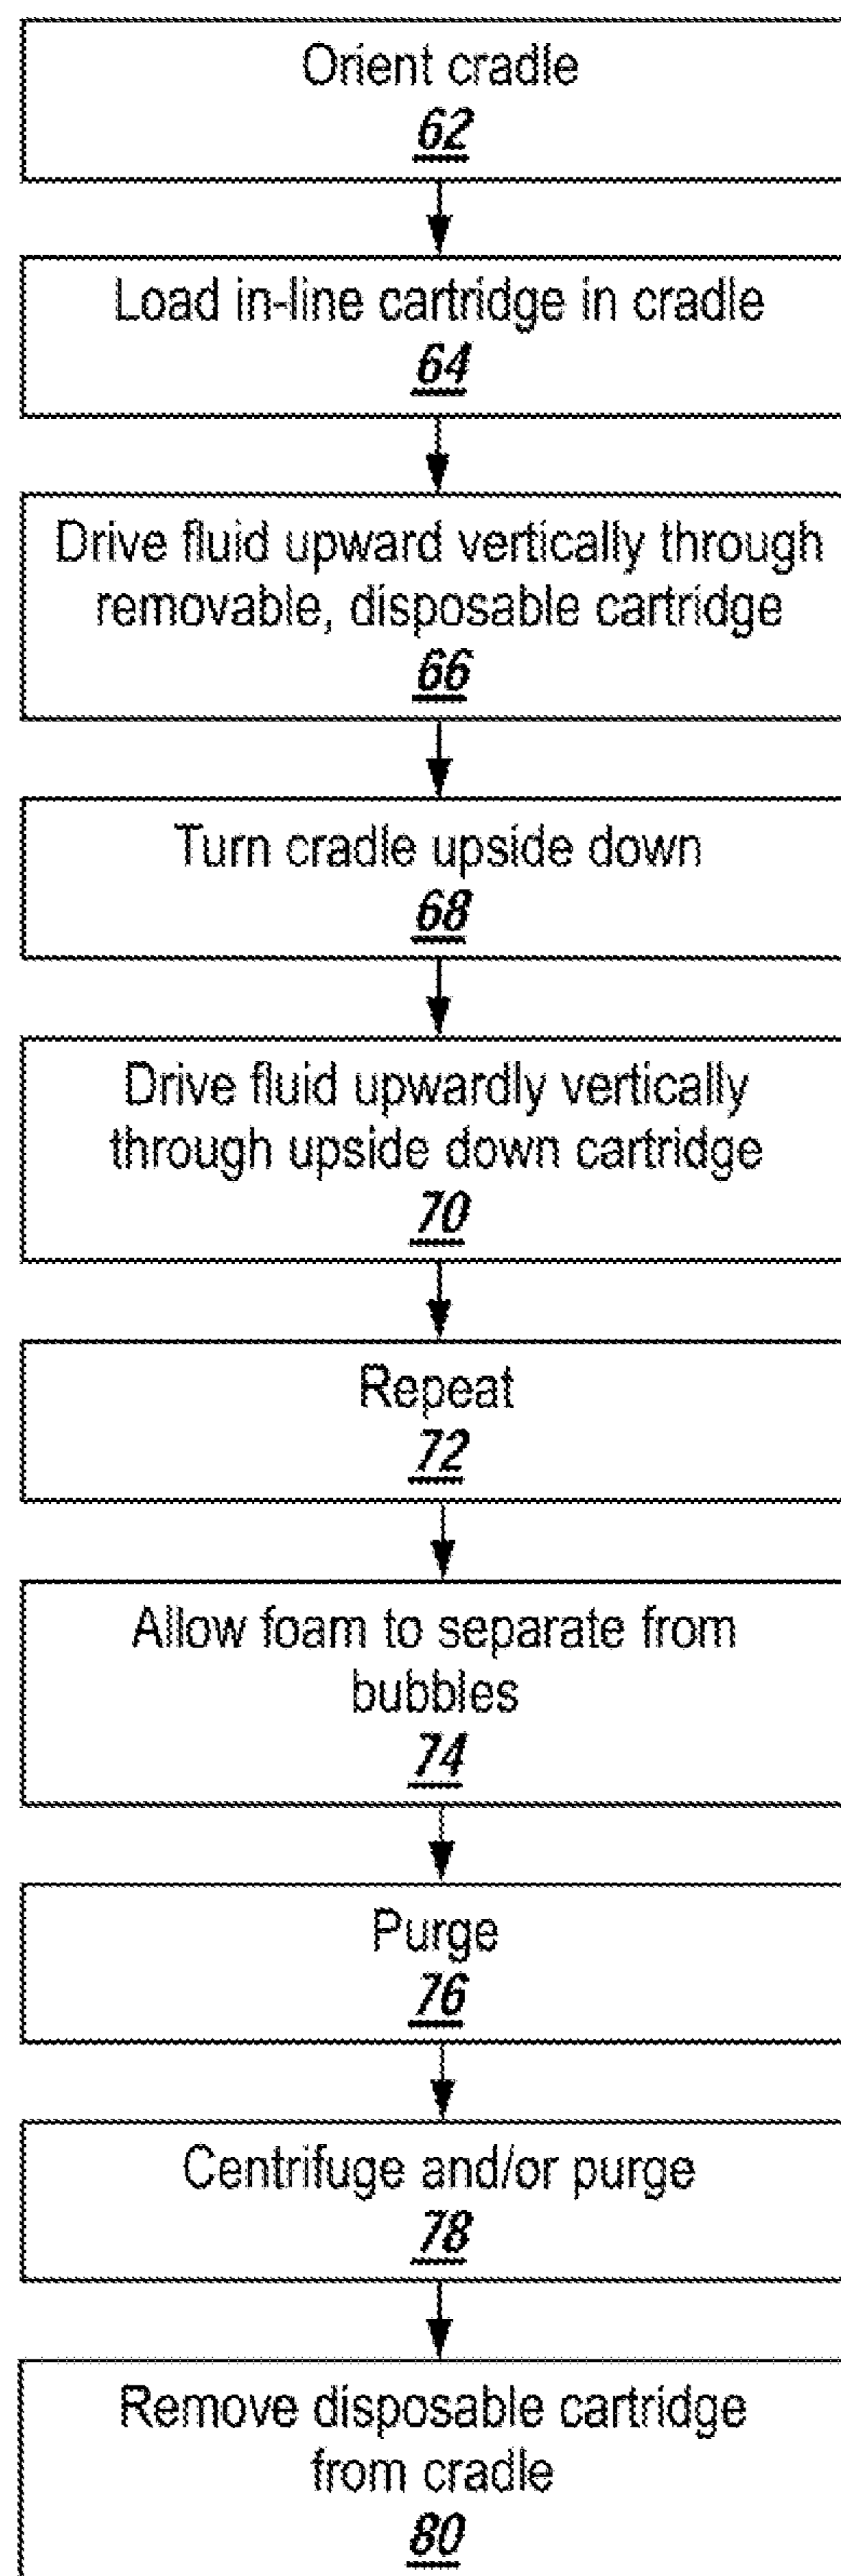 Orient cradle
62
Load in-line cartridge in cradle
64
Drive fluid upward vertically through
removable, disposable cartridge
66
Turn cradle upside down
68
Drive fluid upwardly vertically
through upside down cartridge
70
Repeat
72
Allow foam to separate from
bubbles
74
Purge
76
Centrifuge and/or purge
78
Remove disposable cartridge
from cradle
80